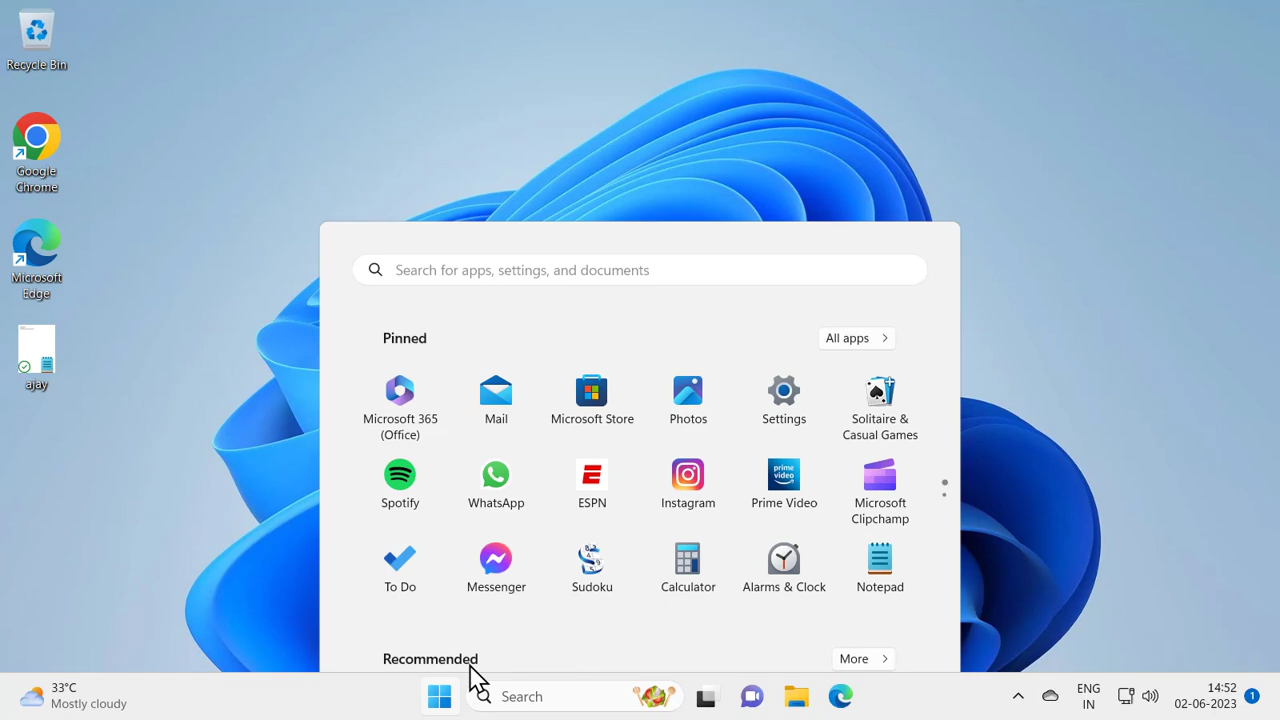 Recycle Bin
Google
Chrome
Microsoft
Edge
ajay
Search for apps, settings, and documents
Pinned
All apps
Microsoft 365
(Office)
Mail
Microsoft Store
Photos
Settings
Solitaire &
Casual Games
Spotify
WhatsApp
ESPN
Instagram
prime
video
Prime Video
Microsoft
Clipchamp
To Do
Messenger
Sudoku
Calculator
Alarms & Clock
Notepad
Recommended
More
33°C
Mostly cloudy
Search
ENG
IN
14:52
02-06-2023
1